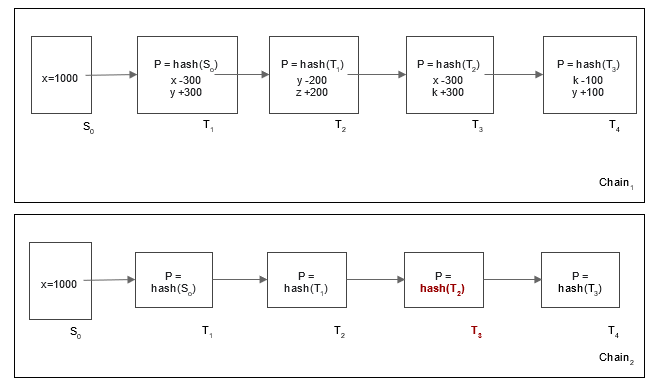 x=1000
P = hash(S₀)
x -300
y +300
P = hash(T₁)
y -200
z +200
P = hash(T₂)
x -300
k +300
P = hash(T₃)
k -100
y +100
S₀
T₁
T₂
T₃
T₄
Chain₁
x=1000
P =
hash(S₀)
P =
hash(T₁)
P =
hash(T₂)
P =
hash(T₃)
S₀
T₁
T₂
T₃
T₄
Chain₂